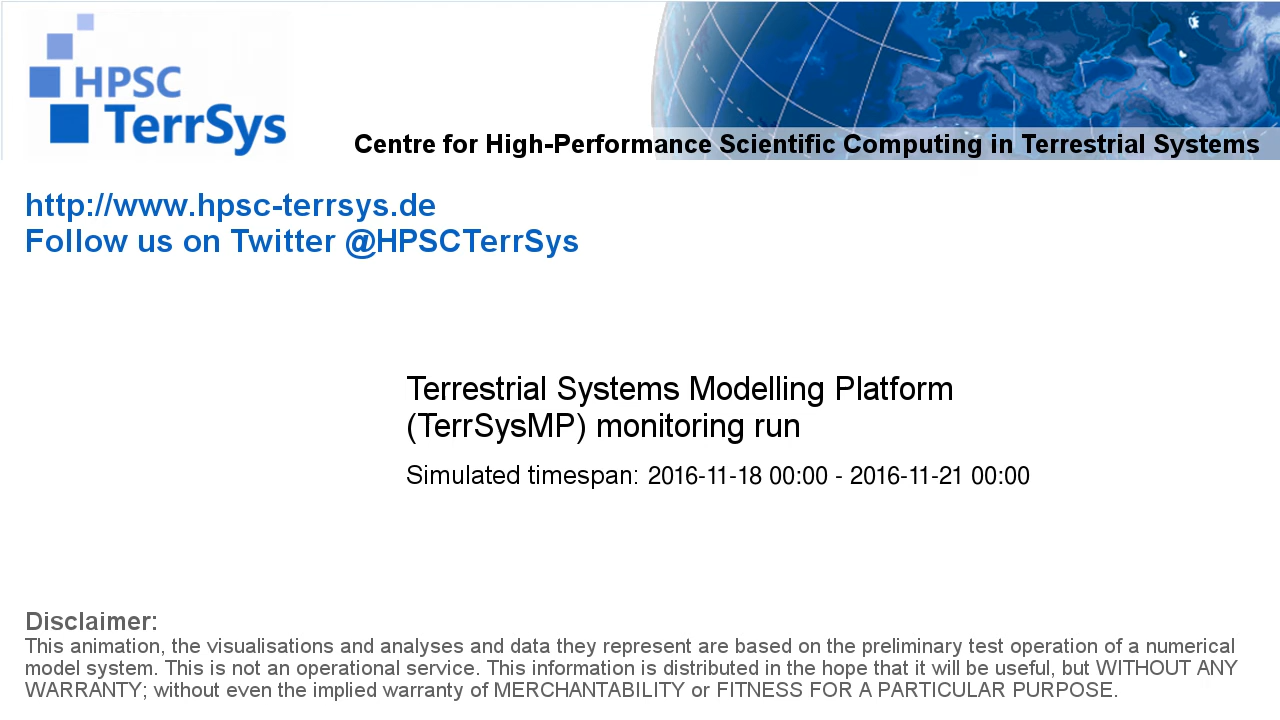 HPSC
TerrSys
Centre for High-Performance Scientific Computing in Terrestrial Systems
http://www.hpsc-terrsys.de
Follow us on Twitter @HPSCTerrSys
Terrestrial Systems Modelling Platform
(TerrSysMP) monitoring run
Simulated timespan: 2016-11-18 00:00 - 2016-11-21 00:00
Disclaimer:
This animation, the visualisations and analyses and data they represent are based on the preliminary test operation of a numerical
model system. This is not an operational service. This information is distributed in the hope that it will be useful, but WITHOUT ANY
WARRANTY; without even the implied warranty of MERCHANTABILITY or FITNESS FOR A PARTICULAR PURPOSE.